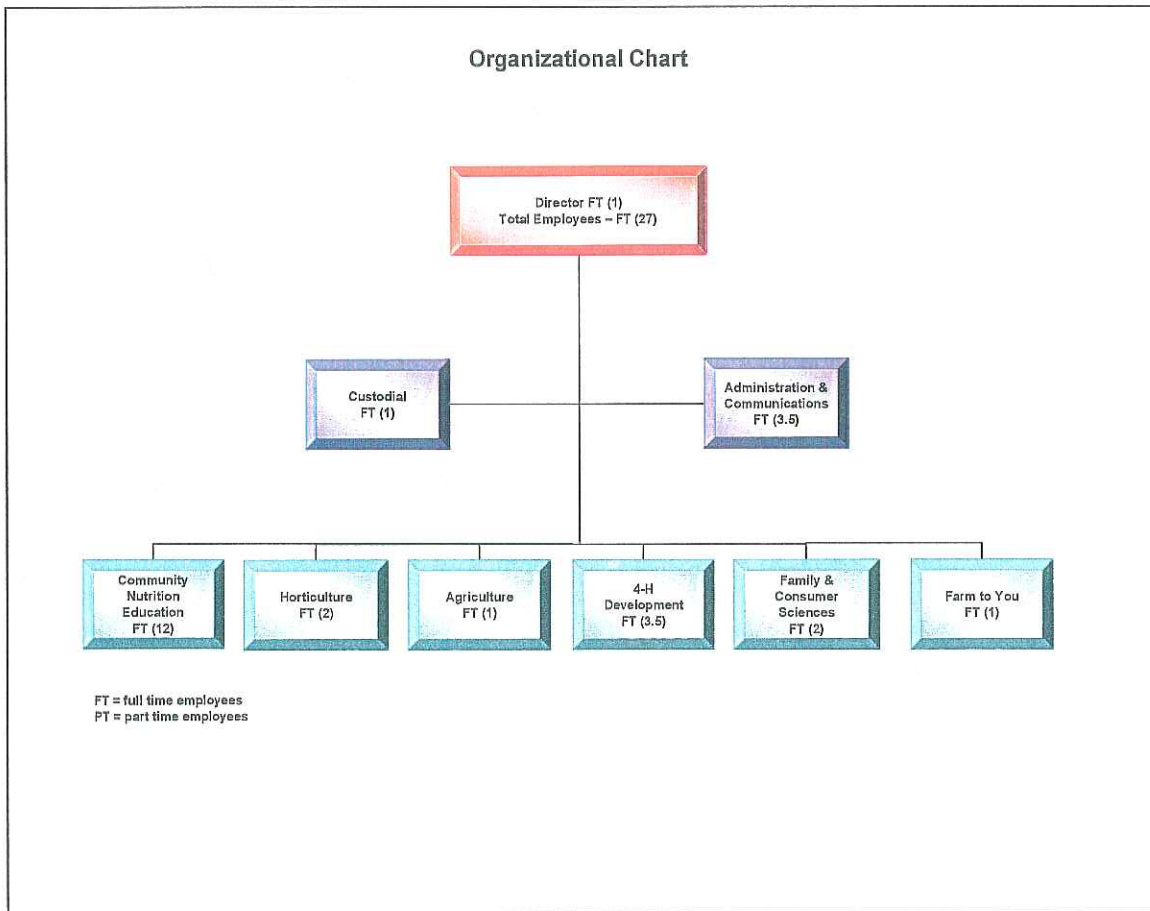 Organizational Chart
Director FT (1)
Total Employees – FT (27)
Custodial
FT (1)
Administration &
Communications
FT (3.5)
Community
Nutrition
Education
FT (12)
Horticulture
FT (2)
Agriculture
FT (1)
4-H
Development
FT (3.5)
Family &
Consumer
Sciences
FT (2)
Farm to You
FT (1)
FT = full time employees
PT = part time employees